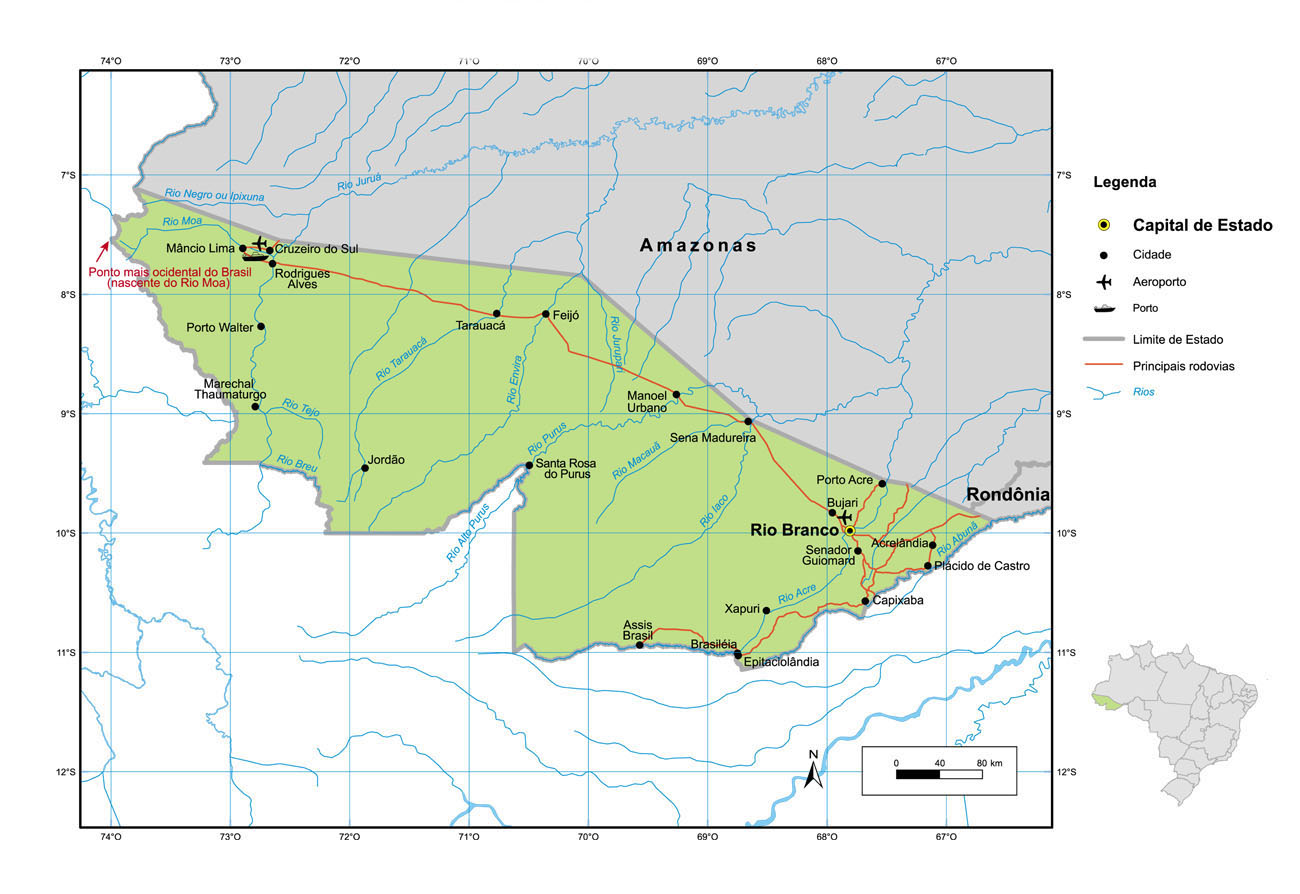 74°O 73°O 72°O 71°O 70°O 69°O 68°O 67°O
7°S
7°S
Rio Juruá
Rio Negro ou Ipixuna
Rio Moa
Amazonas
Mâncio Lima
Cruzeiro do Sul
Ponto mais ocidental do Brasil
(nascente do Rio Moa)
Rodrigues
Alves
8°S
8°S
Porto Walter
Tarauacá
Feijó
Rio Jurupari
Rio Tarauacá
Rio Envira
Marechal
Thaumaturgo
Rio Tejo
Manoel
Urbano
9°S
9°S
Sena Madureira
Rio Purus
Rio Macauã
Rio Breu
Jordão
Santa Rosa
do Purus
Porto Acre
Rondônia
Bujari
Rio Iaco
Rio Branco
10°S
10°S
Rio Alto Purus
Senador
Guiomard
Acrelândia
Rio Abunã
Plácido de Castro
Rio Acre
Xapuri
Capixaba
Assis
Brasil
Brasiléia
Epitaciolândia
11°S
11°S
12°S
12°S
N
0 40 80 km
74°O 73°O 72°O 71°O 70°O 69°O 68°O 67°O
Legenda
Capital de Estado
Cidade
Aeroporto
Porto
Limite de Estado
Principais rodovias
Rios